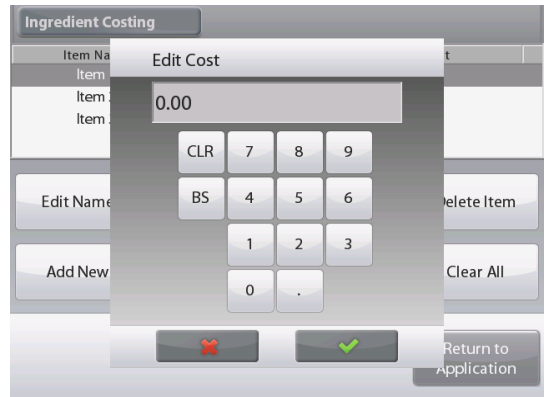 Ingredient Costing
Item Na
t
Item
Item
Item
Edit Cost
0.00
CLR 7 8 9
BS 4 5 6
1 2 3
0 .
Edit Name
elete Item
Add New
Clear All
Return to
Application